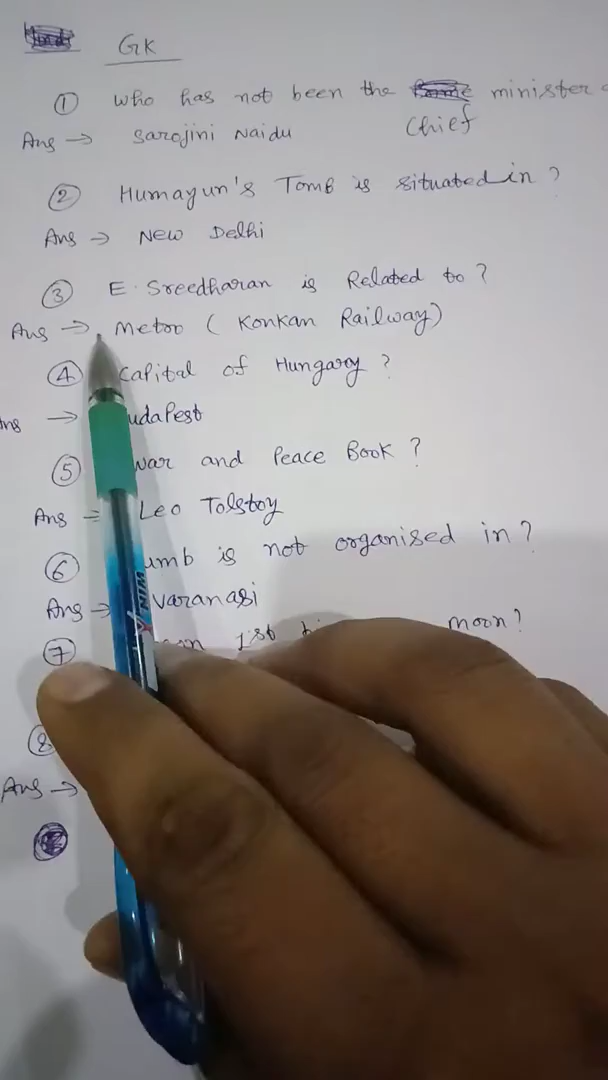 GK
① Who has not been the minister
Chief
Ans → Sarojini Naidu
② Humayun's Tomb is situated in ?
Ans → New Delhi
③ E. Sreedharan is Related to ?
Ans → Metro ( Konkan Railway)
④ Capital of Hungary ?
Ans → udapest
⑤ war and Peace Book ?
Ans → Leo Tolstoy
⑥ umb is not organised in ?
Ans → varanasi
⑦ 1st moon?
⑧
Ans →
WIN